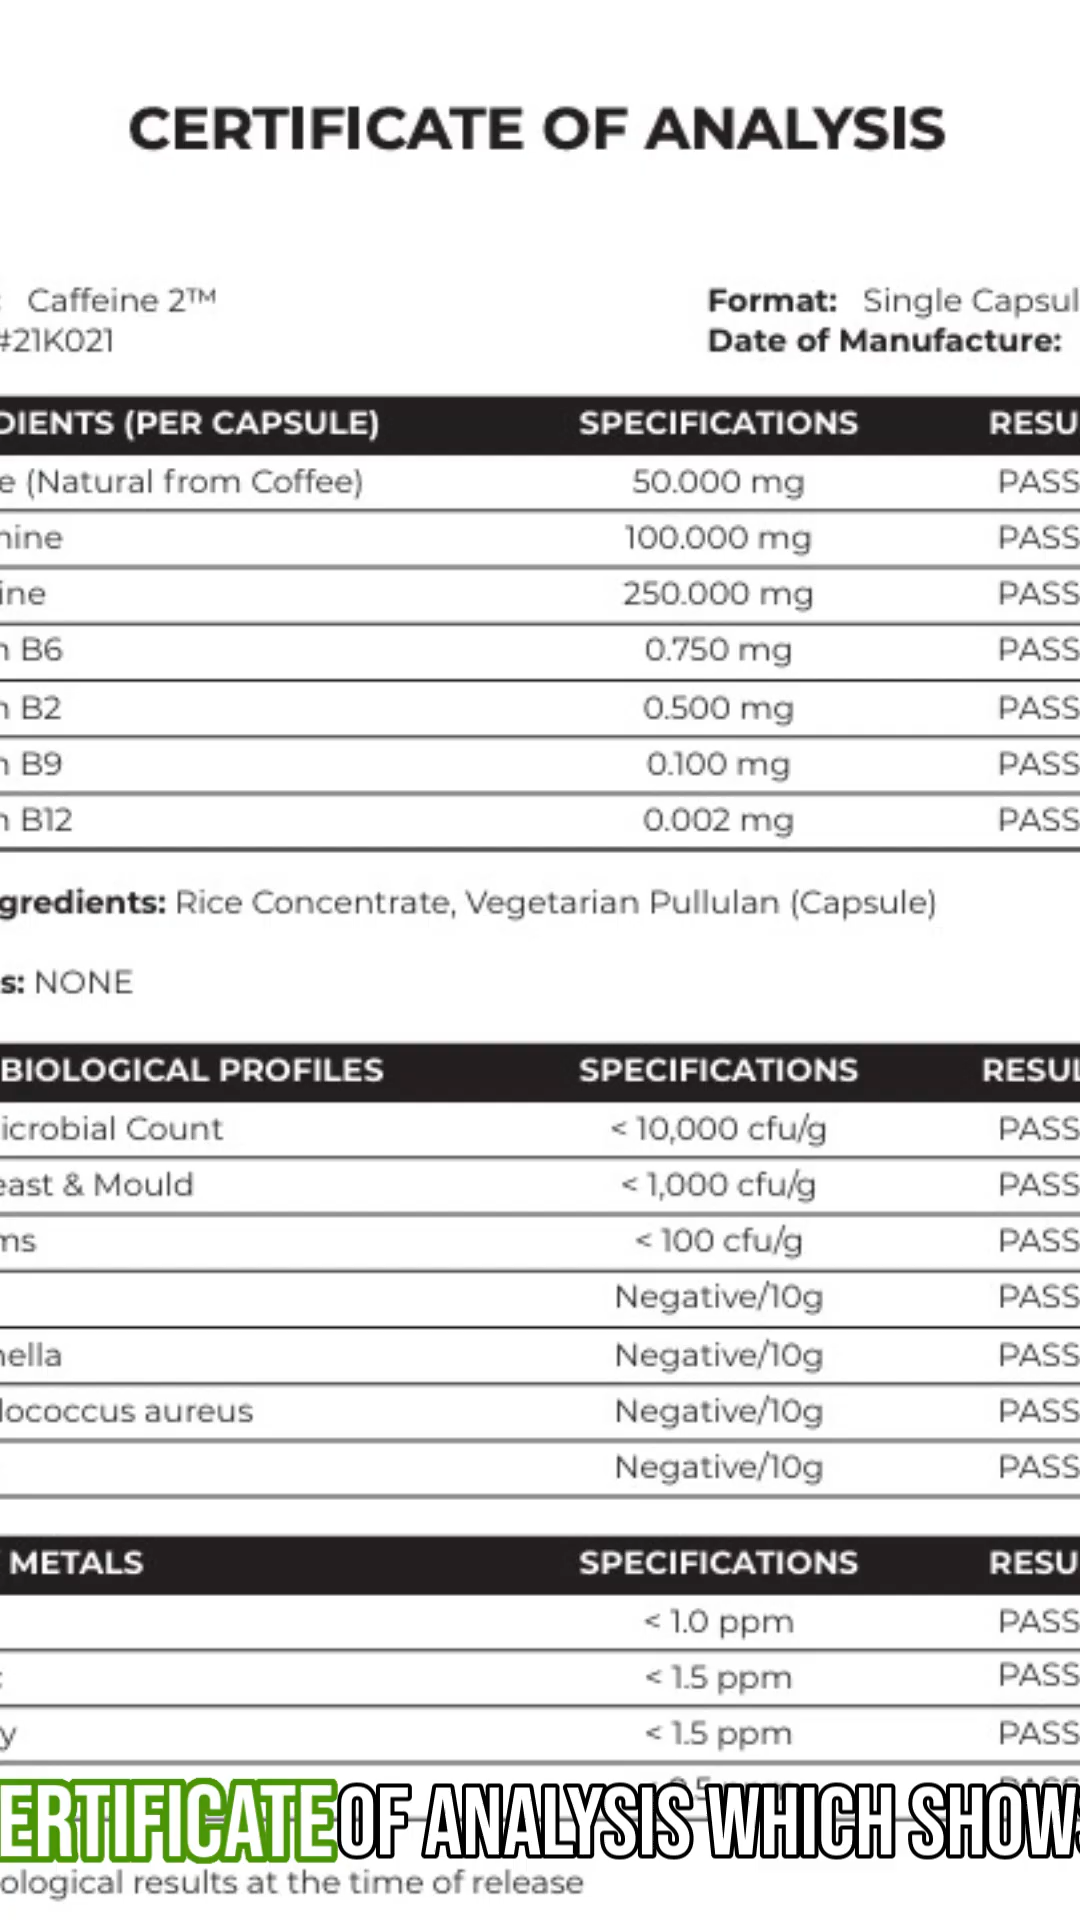 CERTIFICATE OF ANALYSIS
: Caffeine 2™
Format: Single Capsul
#21K021
Date of Manufacture:
DIENTS (PER CAPSULE) SPECIFICATIONS RESU
e (Natural from Coffee) 50.000 mg PASS
nine 100.000 mg PASS
ine 250.000 mg PASS
n B6 0.750 mg PASS
n B2 0.500 mg PASS
n B9 0.100 mg PASS
n B12 0.002 mg PASS
gredients: Rice Concentrate, Vegetarian Pullulan (Capsule)
s: NONE
BIOLOGICAL PROFILES SPECIFICATIONS RESUL
icrobial Count < 10,000 cfu/g PASS
east & Mould < 1,000 cfu/g PASS
ms < 100 cfu/g PASS
Negative/10g PASS
nella Negative/10g PASS
lococcus aureus Negative/10g PASS
Negative/10g PASS
METALS SPECIFICATIONS RESU
< 1.0 ppm PASS
< 1.5 ppm PASS
y < 1.5 ppm PASS
ERTIFICATE OF ANALYSIS WHICH SHOWS
ological results at the time of release